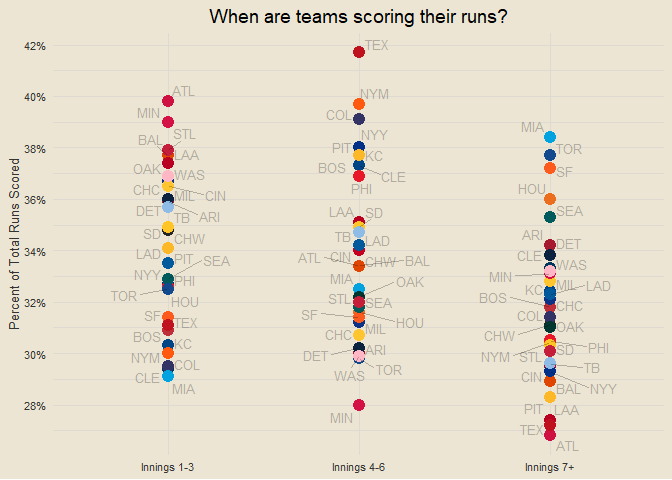 When are teams scoring their runs?
Percent of Total Runs Scored
42%
40%
38%
36%
34%
32%
30%
28%
ATL
MIN
STL
BAL
LAA
OAK
WAS
CHC
MIL
CIN
DET
TB
ARI
SD
CHW
LAD
PIT
SEA
NYY
PHI
TOR
HOU
SF
TEX
BOS
KC
NYM
COL
CLE
MIA
TEX
NYM
COL
NYY
PIT
KC
BOS
CLE
PHI
LAA
SD
TB
LAD
ATL
CIN
CHW
BAL
MIA
OAK
STL
SEA
SF
HOU
MIL
CHC
DET
ARI
WAS
TOR
MIN
MIA
TOR
SF
HOU
SEA
ARI
DET
CLE
WAS
MIN
KC
MIL
LAD
BOS
CHC
COL
CHW
OAK
NYM
STL
SD
PHI
CIN
TB
BAL
NYY
PIT
LAA
TEX
ATL
Innings 1-3
Innings 4-6
Innings 7+